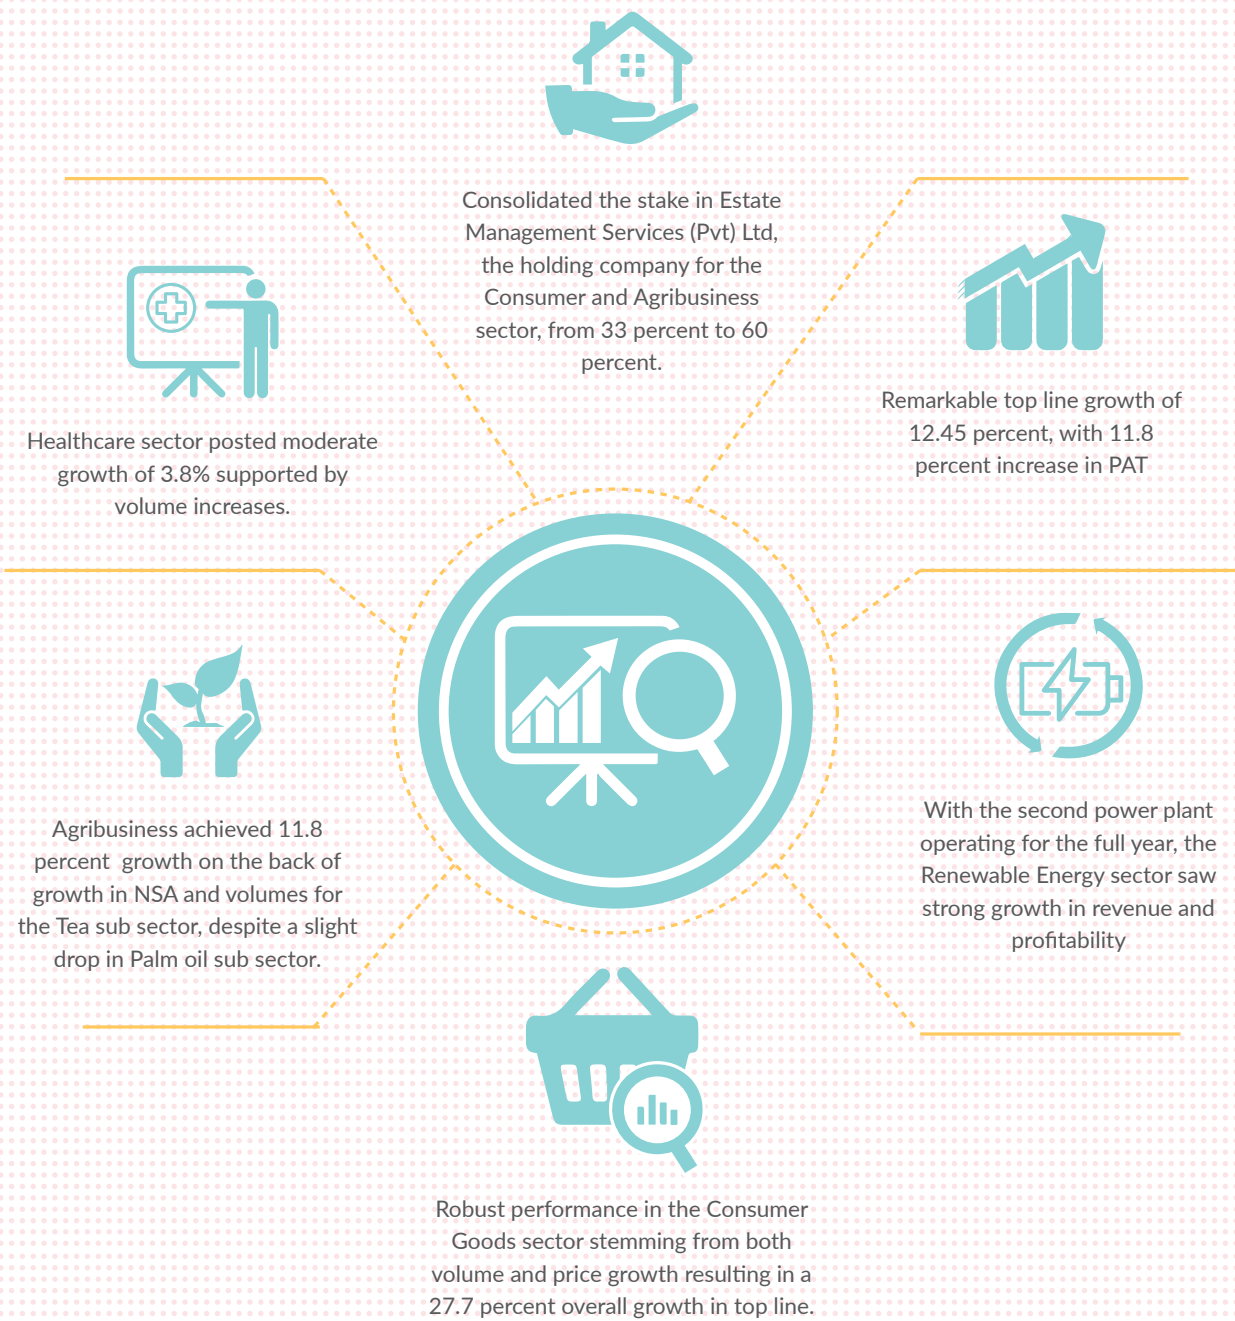 Consolidated the stake in Estate
Management Services (Pvt) Ltd,
the holding company for the
Consumer and Agribusiness
sector, from 33 percent to 60
percent.
Remarkable top line growth of
12.45 percent, with 11.8
percent increase in PAT
Healthcare sector posted moderate
growth of 3.8% supported by
volume increases.
With the second power plant
operating for the full year, the
Renewable Energy sector saw
strong growth in revenue and
profitability
Agribusiness achieved 11.8
percent  growth on the back of
growth in NSA and volumes for
the Tea sub sector, despite a slight
drop in Palm oil sub sector.
Robust performance in the Consumer
Goods sector stemming from both
volume and price growth resulting in a
27.7 percent overall growth in top line.